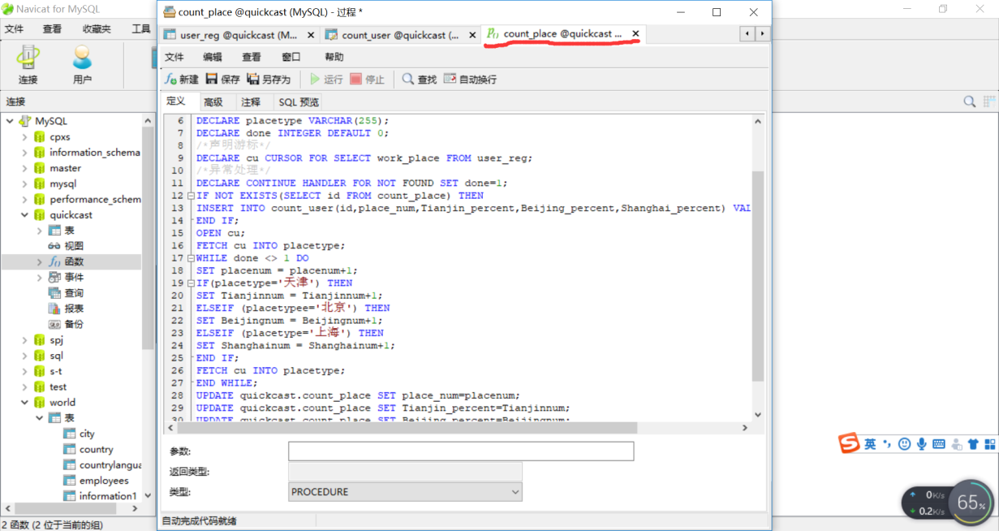 Navicat for MySQL
文件 查看 收藏夹 工具
连接 用户
连接
MySQL
cpxs
information_schema
master
mysql
performance_schem
quickcast
表
视图
函数
事件
查询
报表
备份
spj
sql
s-t
test
world
表
city
country
countrylangua
employees
information1
2 函数 (2 位于当前的组)
count_place @quickcast (MySQL) - 过程 *
user_reg @quickcast (M... count_user @quickcast (... count_place @quickcast ...
文件 编辑 查看 窗口 帮助
新建 保存 另存为 运行 停止 查找 自动换行
定义 高级 注释 SQL 预览
6 DECLARE placetype VARCHAR(255);
7 DECLARE done INTEGER DEFAULT 0;
8 /*声明游标*/
9 DECLARE cu CURSOR FOR SELECT work_place FROM user_reg;
10 /*异常处理*/
11 DECLARE CONTINUE HANDLER FOR NOT FOUND SET done=1;
12 IF NOT EXISTS(SELECT id FROM count_place) THEN
13 INSERT INTO count_user(id,place_num,Tianjin_percent,Beijing_percent,Shanghai_percent) VAL
14 END IF;
15 OPEN cu;
16 FETCH cu INTO placetype;
17 WHILE done <> 1 DO
18 SET placenum = placenum+1;
19 IF(placetype='天津') THEN
20 SET Tianjinnum = Tianjinnum+1;
21 ELSEIF (placetypee='北京') THEN
22 SET Beijingnum = Beijingnum+1;
23 ELSEIF (placetype='上海') THEN
24 SET Shanghainum = Shanghainum+1;
25 END IF;
26 FETCH cu INTO placetype;
27 END WHILE;
28 UPDATE quickcast.count_place SET place_num=placenum;
29 UPDATE quickcast.count_place SET Tianjin_percent=Tianjinnum;
30 UPDATE quickcast.count_place SET Beijing_percent=Beijingnum;
参数:
返回类型:
类型: PROCEDURE
自动完成代码就绪
英
0K/s
0.2K/s
65%